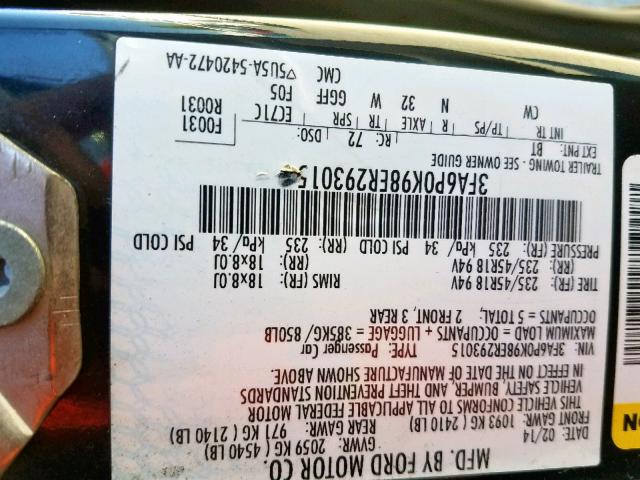 MFD. BY FORD MOTOR CO.
DATE: 02/14 GVWR: 2059 KG ( 4540 LB)
FRONT GAWR: 1093 KG ( 2410 LB) REAR GAWR: 971 KG ( 2140 LB)
THIS VEHICLE CONFORMS TO ALL APPLICABLE FEDERAL MOTOR
VEHICLE SAFETY, BUMPER, AND THEFT PREVENTION STANDARDS
IN EFFECT ON THE DATE OF MANUFACTURE SHOWN ABOVE.
VIN: 3FA6P0K98ER293015 TYPE: Passenger Car
MAXIMUM LOAD = OCCUPANTS + LUGGAGE = 385KG/ 850LB
OCCUPANTS = 5 TOTAL: 2 FRONT, 3 REAR
TIRE (FR): 235/45R18 94V RIMS (FR): 18x8.0J
(RR): 235/45R18 94V (RR): 18x8.0J
PRESSURE (FR): 235 kPa/ 34 PSI COLD (RR): 235 kPa/ 34 PSI COLD
3FA6P0K98ER293015
TRAILER TOWING - SEE OWNER GUIDE
EXT PNT: BT RC: 72 DSO: F0031
INT TR TP/PS R AXLE TR SPR EC71C R0031
CW N 32 W GGFF F05
CMC ▽5U5A-5420472-AA
ON